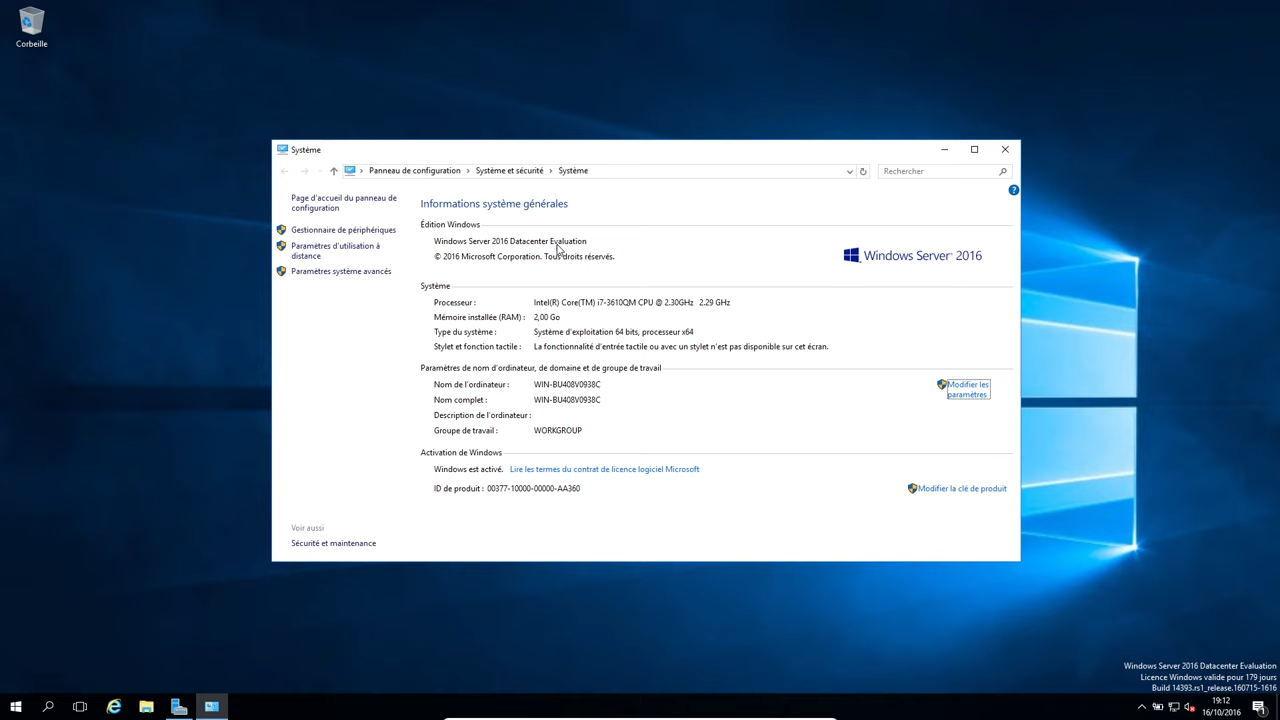 Corbeille
Système
Panneau de configuration
Système et sécurité
Système
Rechercher
Page d'accueil du panneau de
configuration
Gestionnaire de périphériques
Paramètres d'utilisation à
distance
Paramètres système avancés
Informations système générales
Édition Windows
Windows Server 2016 Datacenter Evaluation
© 2016 Microsoft Corporation. Tous droits réservés.
Windows Server® 2016
Système
Processeur : Intel(R) Core(TM) i7-3610QM CPU @ 2.30GHz 2.29 GHz
Mémoire installée (RAM) : 2,00 Go
Type du système : Système d'exploitation 64 bits, processeur x64
Stylet et fonction tactile : La fonctionnalité d'entrée tactile ou avec un stylet n'est pas disponible sur cet écran.
Paramètres de nom d'ordinateur, de domaine et de groupe de travail
Nom de l'ordinateur : WIN-BU408V0938C
Modifier les
paramètres
Nom complet : WIN-BU408V0938C
Description de l'ordinateur :
Groupe de travail : WORKGROUP
Activation de Windows
Windows est activé. Lire les termes du contrat de licence logiciel Microsoft
ID de produit : 00377-10000-00000-AA360
Modifier la clé de produit
Voir aussi
Sécurité et maintenance
Windows Server 2016 Datacenter Evaluation
Licence Windows valide pour 179 jours
Build 14393.rs1_release.160715-1616
19:12
16/10/2016
1